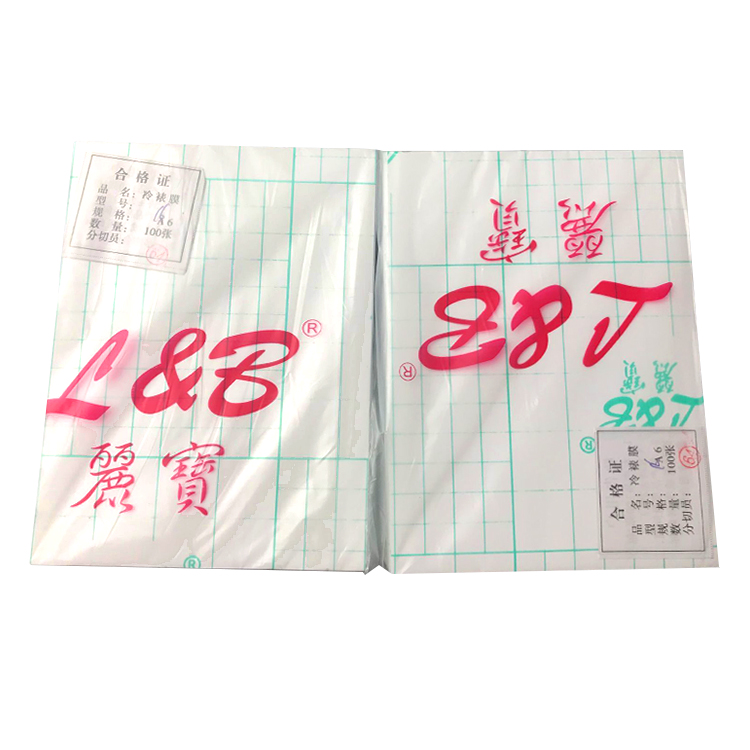 合格证
品名：冷裱膜
型号：
规格：A6
数量：100张
分切员：
L&B®
麗寶
®
麗寶
L&B®
麗寶
L&B
®
合格证
品名：冷裱膜
型号：
规格：A6
数量：100张
分切员：